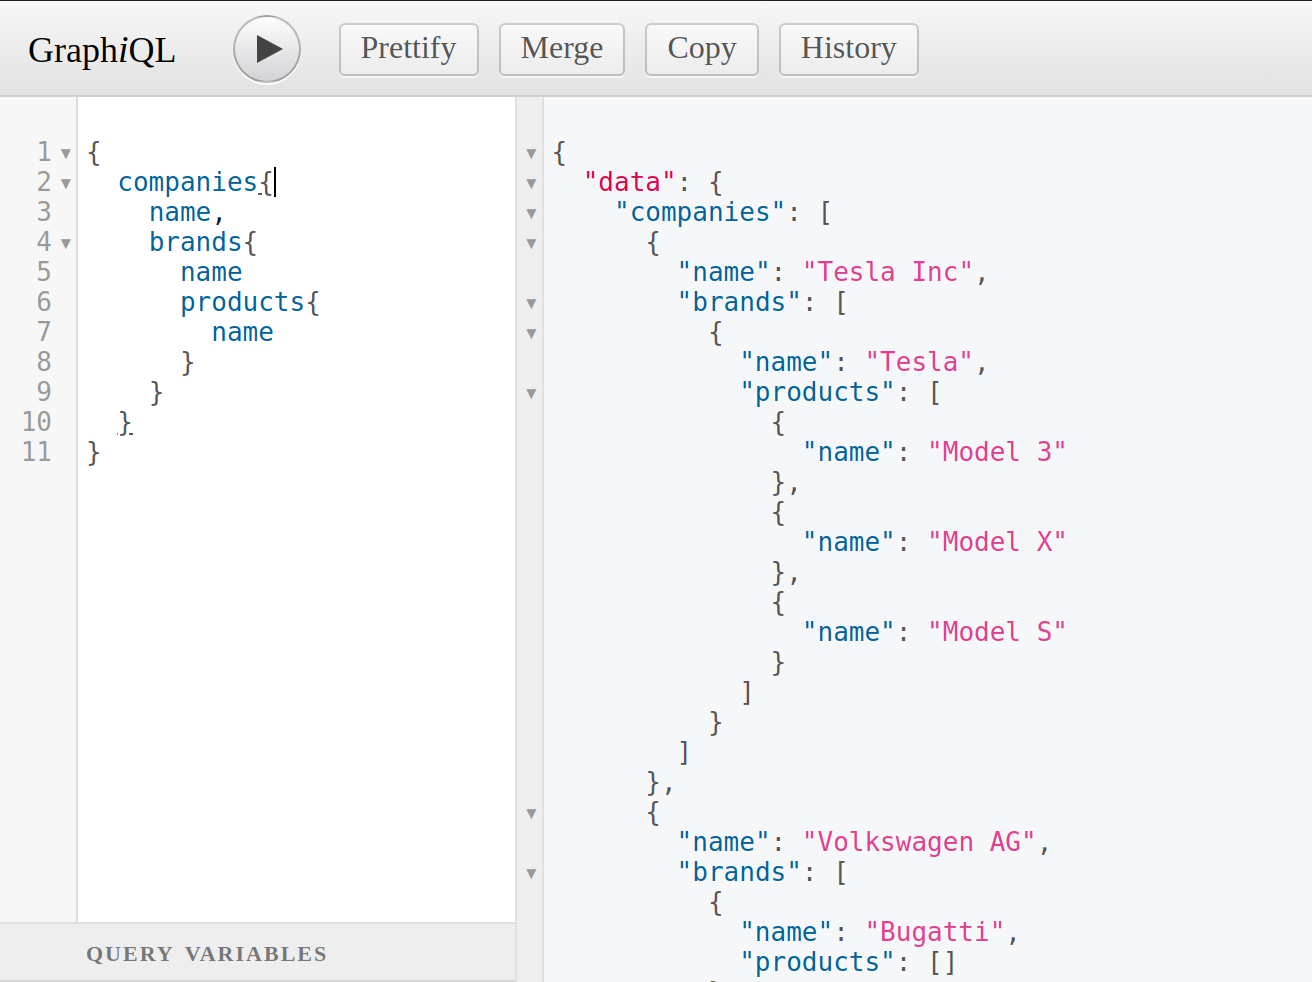 GraphiQL Prettify Merge Copy History
1 {
2   companies{
3     name,
4     brands{
5       name
6       products{
7         name
8       }
9     }
10   }
11 }
QUERY VARIABLES
{
  "data": {
    "companies": [
      {
        "name": "Tesla Inc",
        "brands": [
          {
            "name": "Tesla",
            "products": [
              {
                "name": "Model 3"
              },
              {
                "name": "Model X"
              },
              {
                "name": "Model S"
              }
            ]
          }
        ]
      },
      {
        "name": "Volkswagen AG",
        "brands": [
          {
            "name": "Bugatti",
            "products": []